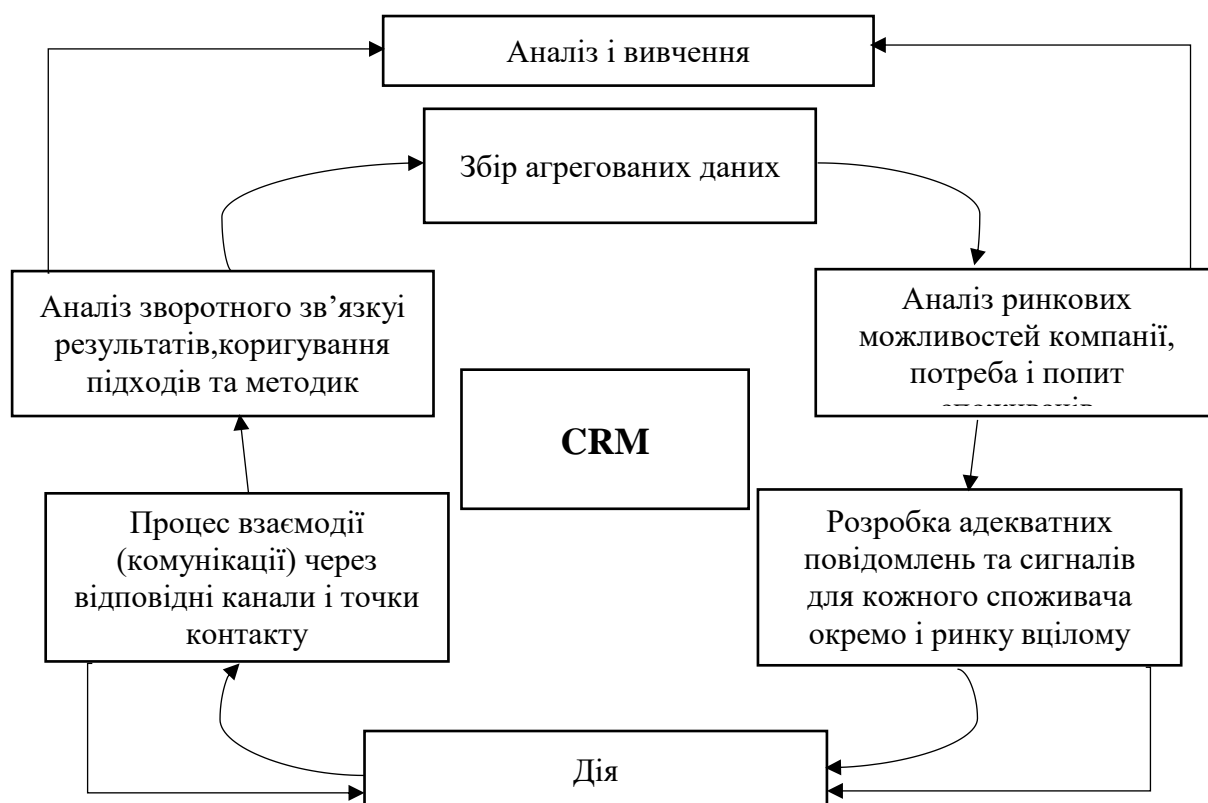 Аналіз і вивчення
Збір агрегованих даних
Аналіз зворотного зв’язкуі
результатів,коригування
підходів та методик
Аналіз ринкових
можливостей компанії,
потреба і попит
CRM
Процес взаємодії
(комунікації) через
відповідні канали і точки
контакту
Розробка адекватних
повідомлень та сигналів
для кожного споживача
окремо і ринку вцілому
Дія